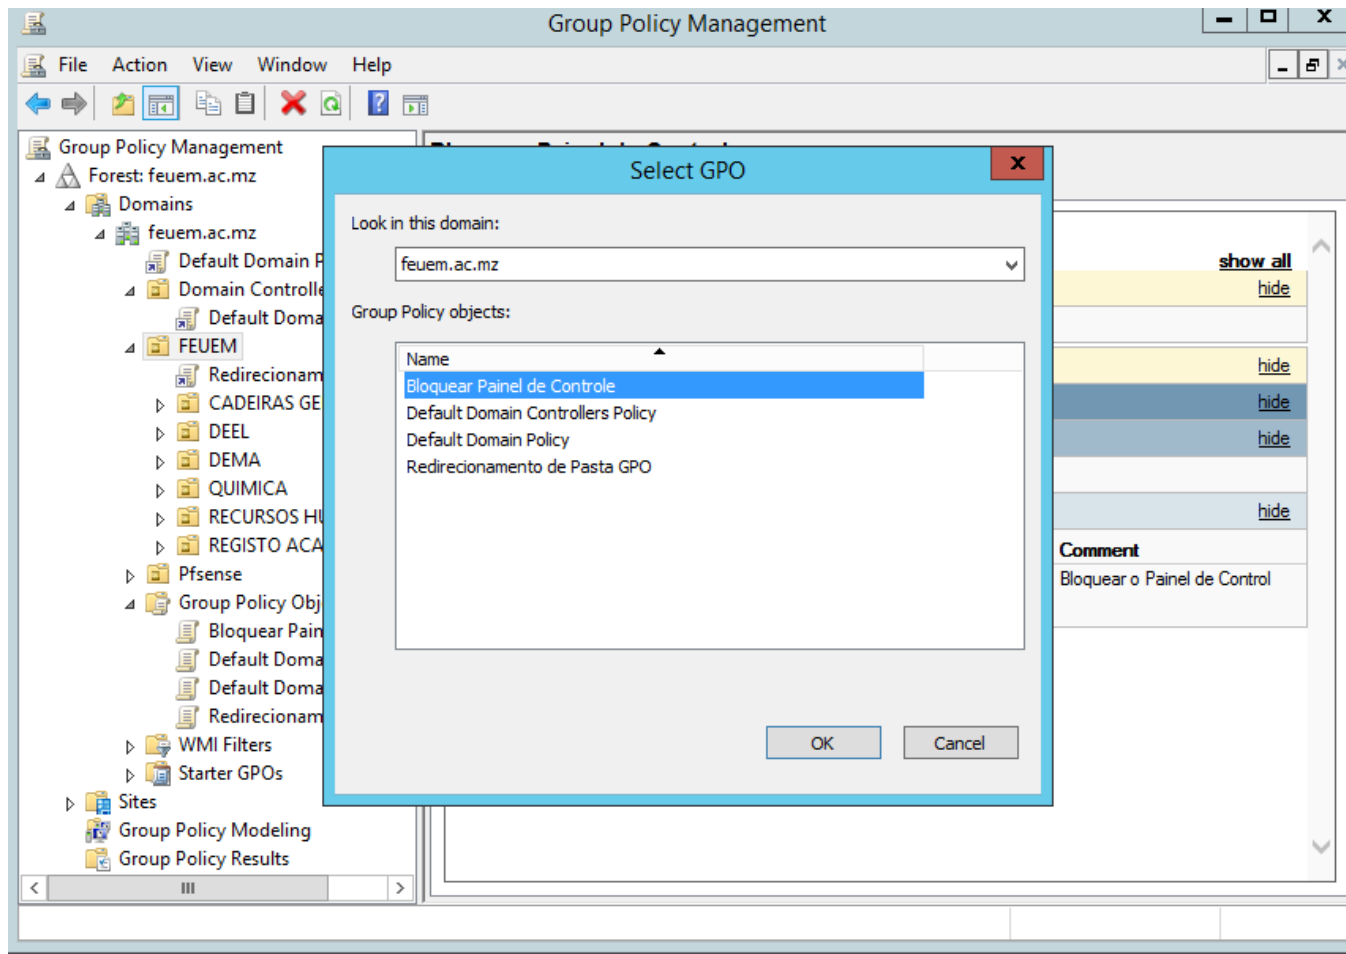 Group Policy Management
File Action View Window Help
Group Policy Management
Forest: feuem.ac.mz
Domains
feuem.ac.mz
Default Domain P
Domain Controlle
Default Doma
FEUEM
Redirecionam
CADEIRAS GE
DEEL
DEMA
QUIMICA
RECURSOS HU
REGISTO ACA
Pfsense
Group Policy Obj
Bloquear Pain
Default Doma
Default Doma
Redirecionam
WMI Filters
Starter GPOs
Sites
Group Policy Modeling
Group Policy Results
Select GPO
Look in this domain:
feuem.ac.mz
Group Policy objects:
Name
Bloquear Painel de Controle
Default Domain Controllers Policy
Default Domain Policy
Redirecionamento de Pasta GPO
OK Cancel
show all
hide
hide
hide
hide
hide
Comment
Bloquear o Painel de Control